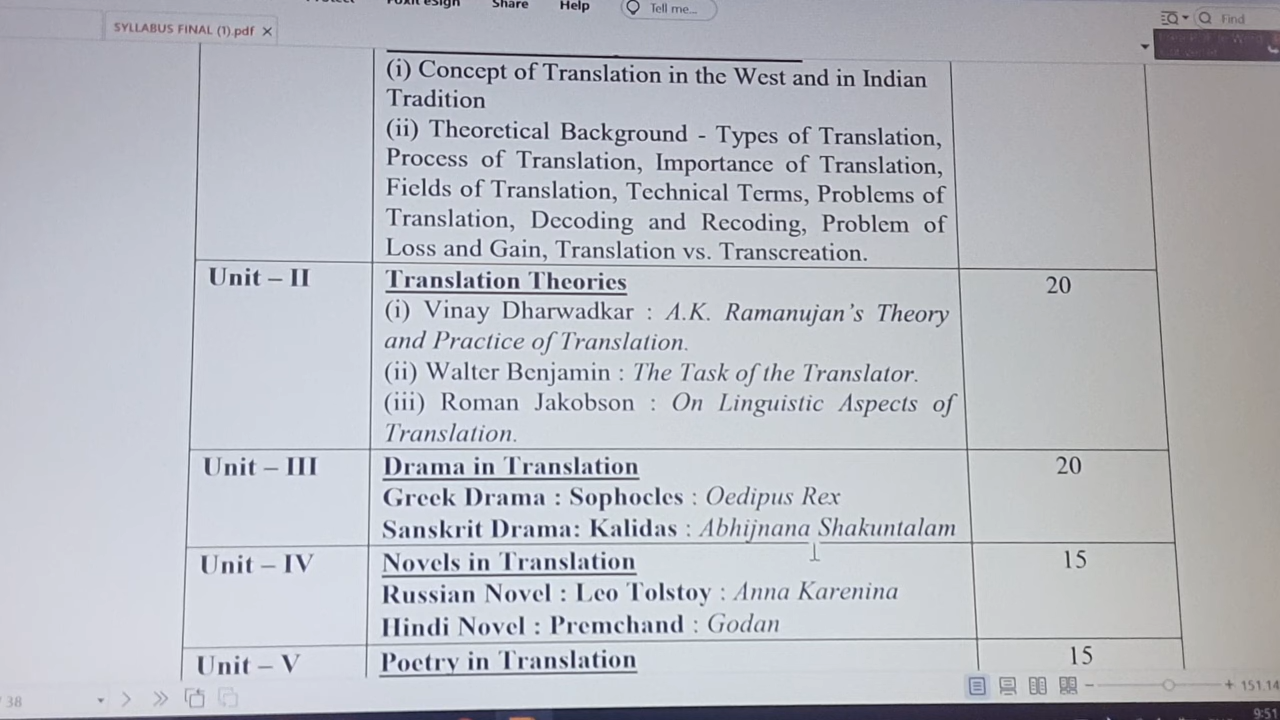 Foxit eSign Share Help Tell me...
SYLLABUS FINAL (1).pdf ×
Find
(i) Concept of Translation in the West and in Indian
Tradition
(ii) Theoretical Background - Types of Translation,
Process of Translation, Importance of Translation,
Fields of Translation, Technical Terms, Problems of
Translation, Decoding and Recoding, Problem of
Loss and Gain, Translation vs. Transcreation.
Unit – II Translation Theories 20
(i) Vinay Dharwadkar : A.K. Ramanujan's Theory
and Practice of Translation.
(ii) Walter Benjamin : The Task of the Translator.
(iii) Roman Jakobson : On Linguistic Aspects of
Translation.
Unit – III Drama in Translation 20
Greek Drama : Sophocles : Oedipus Rex
Sanskrit Drama: Kalidas : Abhijnana Shakuntalam
Unit – IV Novels in Translation 15
Russian Novel : Leo Tolstoy : Anna Karenina
Hindi Novel : Premchand : Godan
Unit – V Poetry in Translation 15
/ 38
151.14
9:51